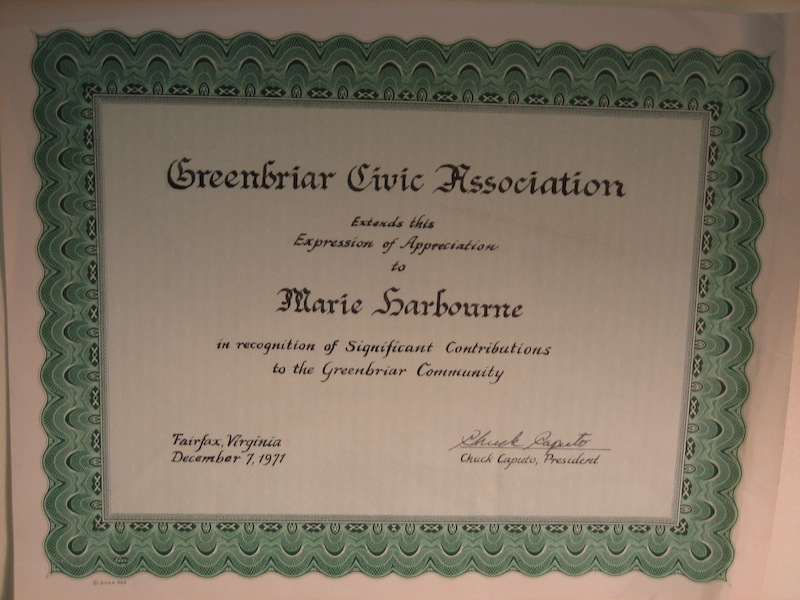 Greenbriar Civic Association
Extends this
Expression of Appreciation
to
Marie Harbourne
in recognition of Significant Contributions
to the Greenbriar Community
Fairfax, Virginia
December 7, 1971
Chuck Caputo
Chuck Caputo, President